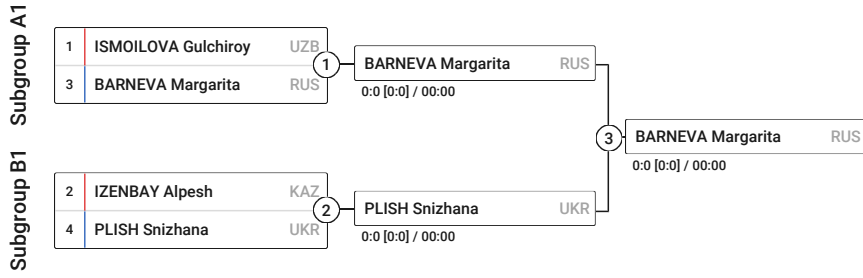 Subgroup A1
1 ISMOILOVA Gulchiroy UZB
3 BARNEVA Margarita RUS
1
BARNEVA Margarita RUS
0:0 [0:0] / 00:00
3
BARNEVA Margarita RUS
0:0 [0:0] / 00:00
Subgroup B1
2 IZENBAY Alpesh KAZ
4 PLISH Snizhana UKR
2
PLISH Snizhana UKR
0:0 [0:0] / 00:00